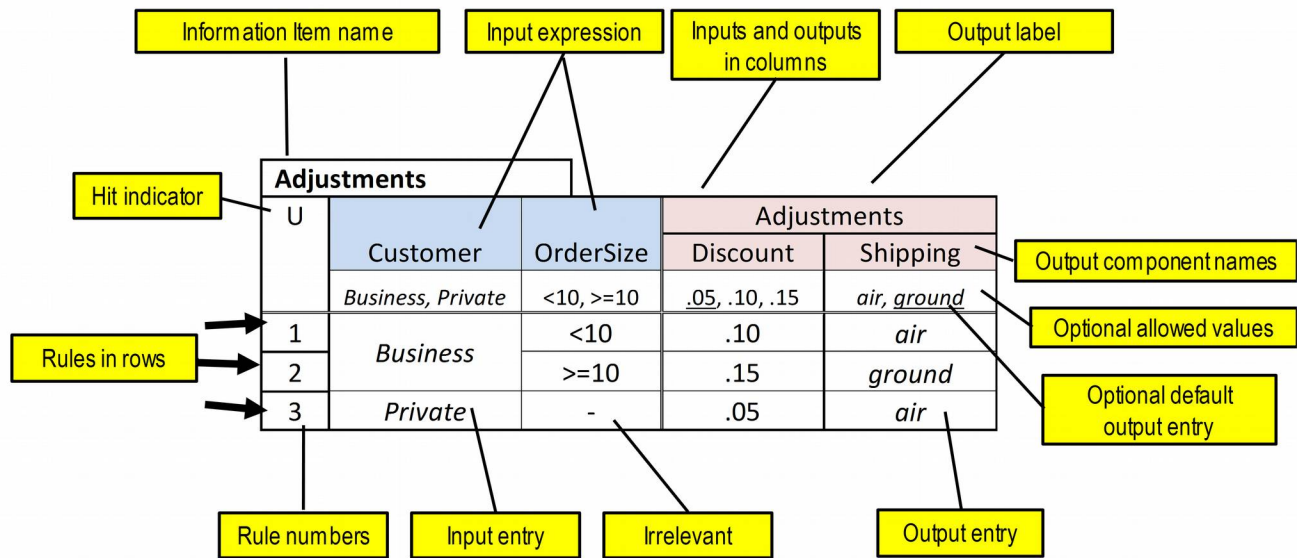 Information Item name
Input expression
Inputs and outputs
in columns
Output label
Adjustments
Hit indicator
U
Adjustments
Customer
OrderSize
Discount
Shipping
Output component names
Business, Private
<10, >=10
.05, .10, .15
air, ground
Optional allowed values
Rules in rows
1
Business
<10
.10
air
2
>=10
.15
ground
Optional default
output entry
3
Private
-
.05
air
Rule numbers
Input entry
Irrelevant
Output entry